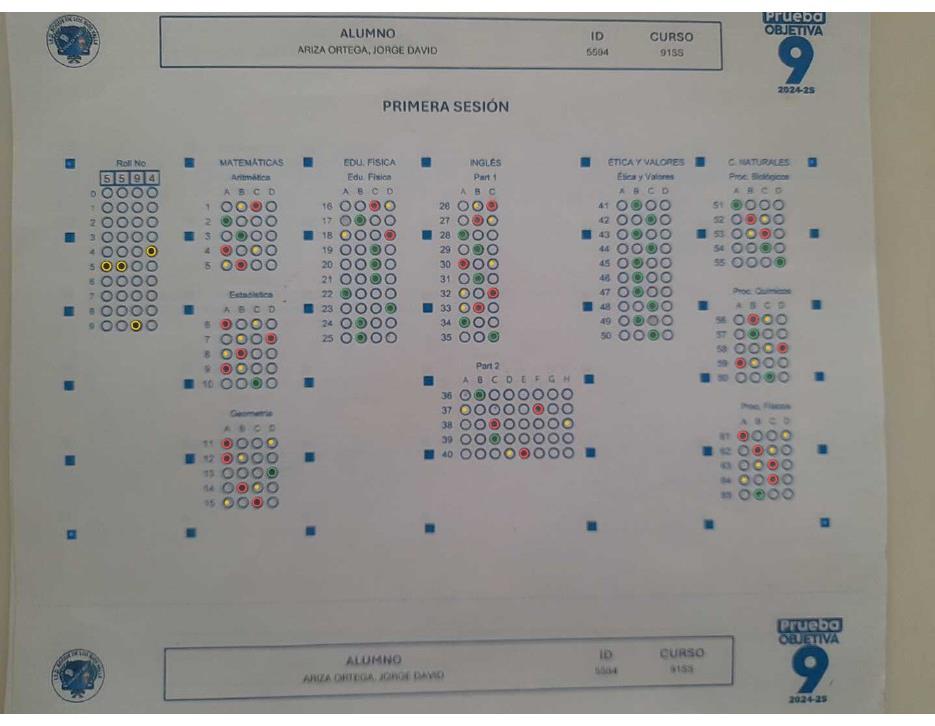 Prueba
OBJETIVA
9
2024-25
ALUMNO ID CURSO
ARIZA ORTEGA, JORGE DAVID 5594 91SS
PRIMERA SESIÓN
Roll No
5 5 9 4
0
1
2
3
4
5
6
7
8
9
MATEMÁTICAS
Aritmética
A B C D
1
2
3
4
5
Estadística
A B C D
6
7
8
9
10
Geometría
A B C D
11
12
13
14
15
EDU. FÍSICA
Edu. Física
A B C D
16
17
18
19
20
21
22
23
24
25
INGLÉS
Part 1
A B C
26
27
28
29
30
31
32
33
34
35
Part 2
A B C D E F G H
36
37
38
39
40
ÉTICA Y VALORES
Ética y Valores
A B C D
41
42
43
44
45
46
47
48
49
50
C. NATURALES
Proc. Biológicos
A B C D
51
52
53
54
55
Proc. Químicos
A B C D
56
57
58
59
60
Proc. Físicos
A B C D
61
62
63
64
65
Prueba
OBJETIVA
9
2024-25
ALUMNO ID CURSO
ARIZA ORTEGA, JORGE DAVID 5594 91SS